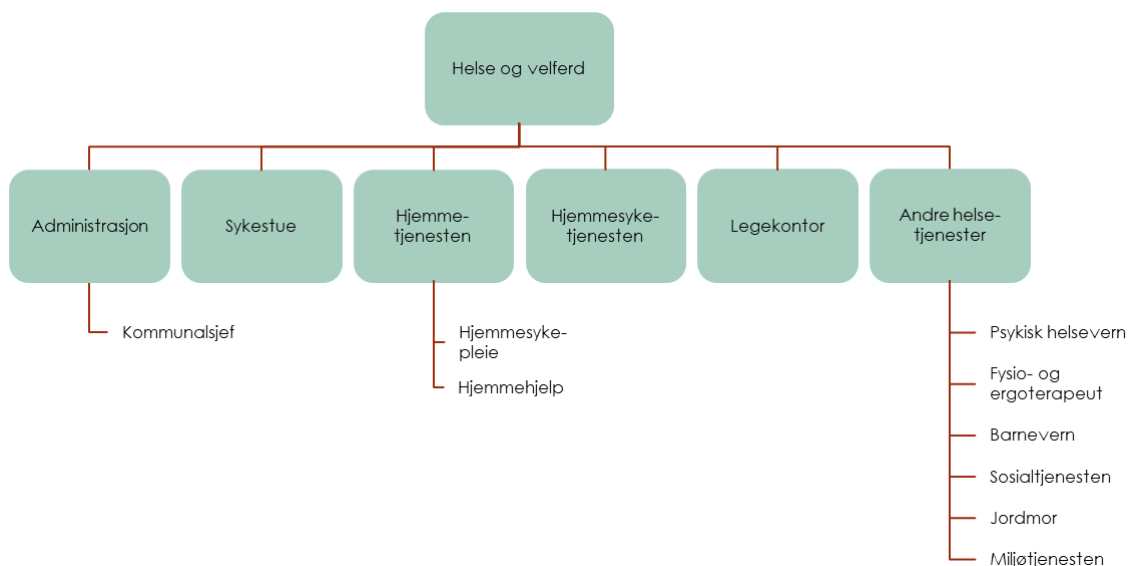 Helse og velferd
Administrasjon
Sykestue
Hjemme-
tjenesten
Hjemmesyke-
tjenesten
Legekontor
Andre helse-
tjenester
Kommunalsjef
Hjemmesyke-
pleie
Hjemmehjelp
Psykisk helsevern
Fysio- og
ergoterapeut
Barnevern
Sosialtjenesten
Jordmor
Miljøtjenesten